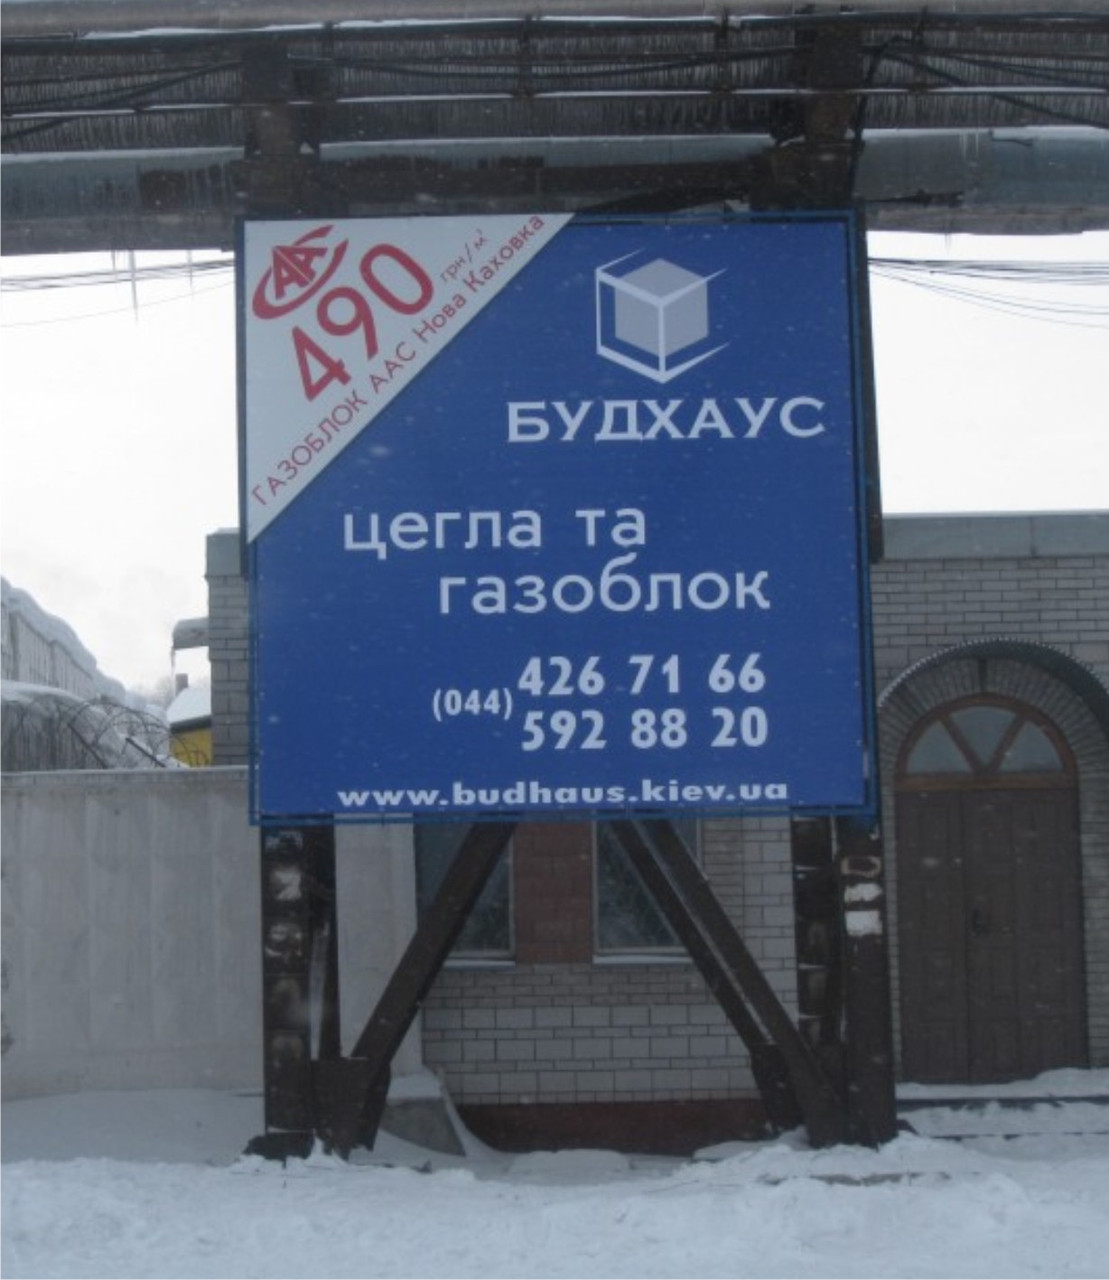 ААС
490
грн/м³
ГАЗОБЛОК ААС Нова Каховка
БУДХАУС
цегла та
газоблок
(044) 426 71 66
592 88 20
www.budhaus.kiev.ua